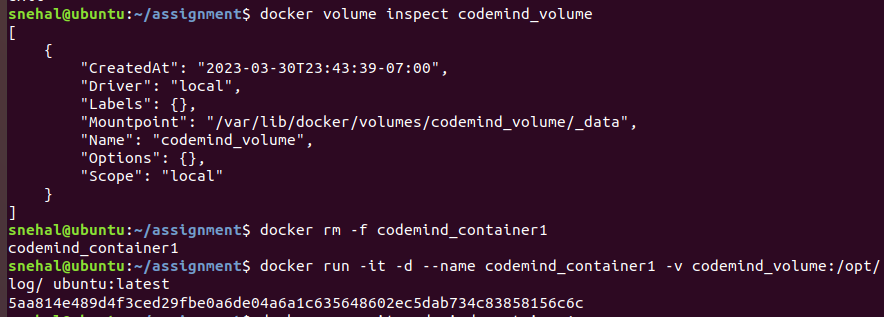 snehal@ubuntu:~/assignment$ docker volume inspect codemind_volume
[
    {
        "CreatedAt": "2023-03-30T23:43:39-07:00",
        "Driver": "local",
        "Labels": {},
        "Mountpoint": "/var/lib/docker/volumes/codemind_volume/_data",
        "Name": "codemind_volume",
        "Options": {},
        "Scope": "local"
    }
]
snehal@ubuntu:~/assignment$ docker rm -f codemind_container1
codemind_container1
snehal@ubuntu:~/assignment$ docker run -it -d --name codemind_container1 -v codemind_volume:/opt/
log/ ubuntu:latest
5aa814e489d4f3ced29fbe0a6de04a6a1c635648602ec5dab734c83858156c6c